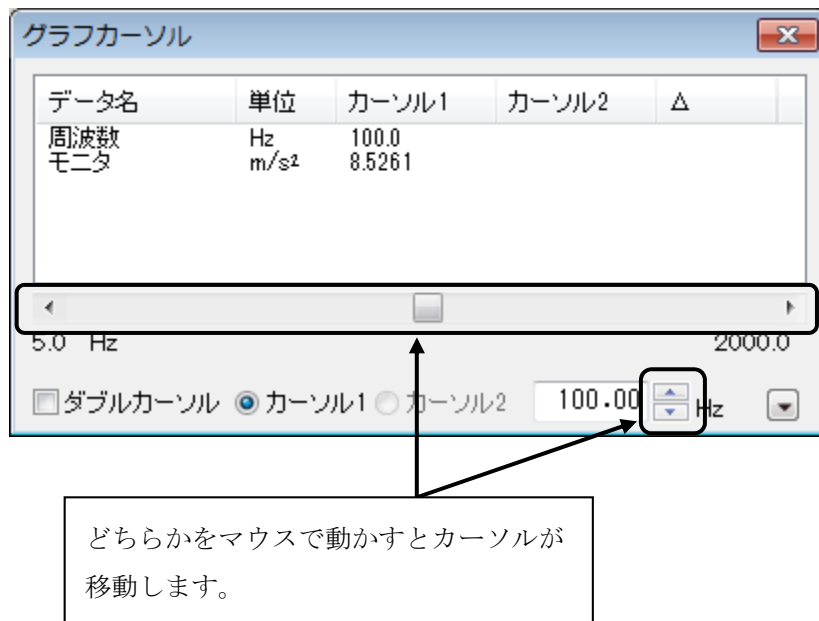 グラフカーソル
データ名 単位 カーソル1 カーソル2 Δ
周波数 Hz 100.0
モニタ m/s² 8.5261
5.0 Hz 2000.0
ダブルカーソル カーソル1 カーソル2 100.00 Hz
どちらかをマウスで動かすとカーソルが
移動します。